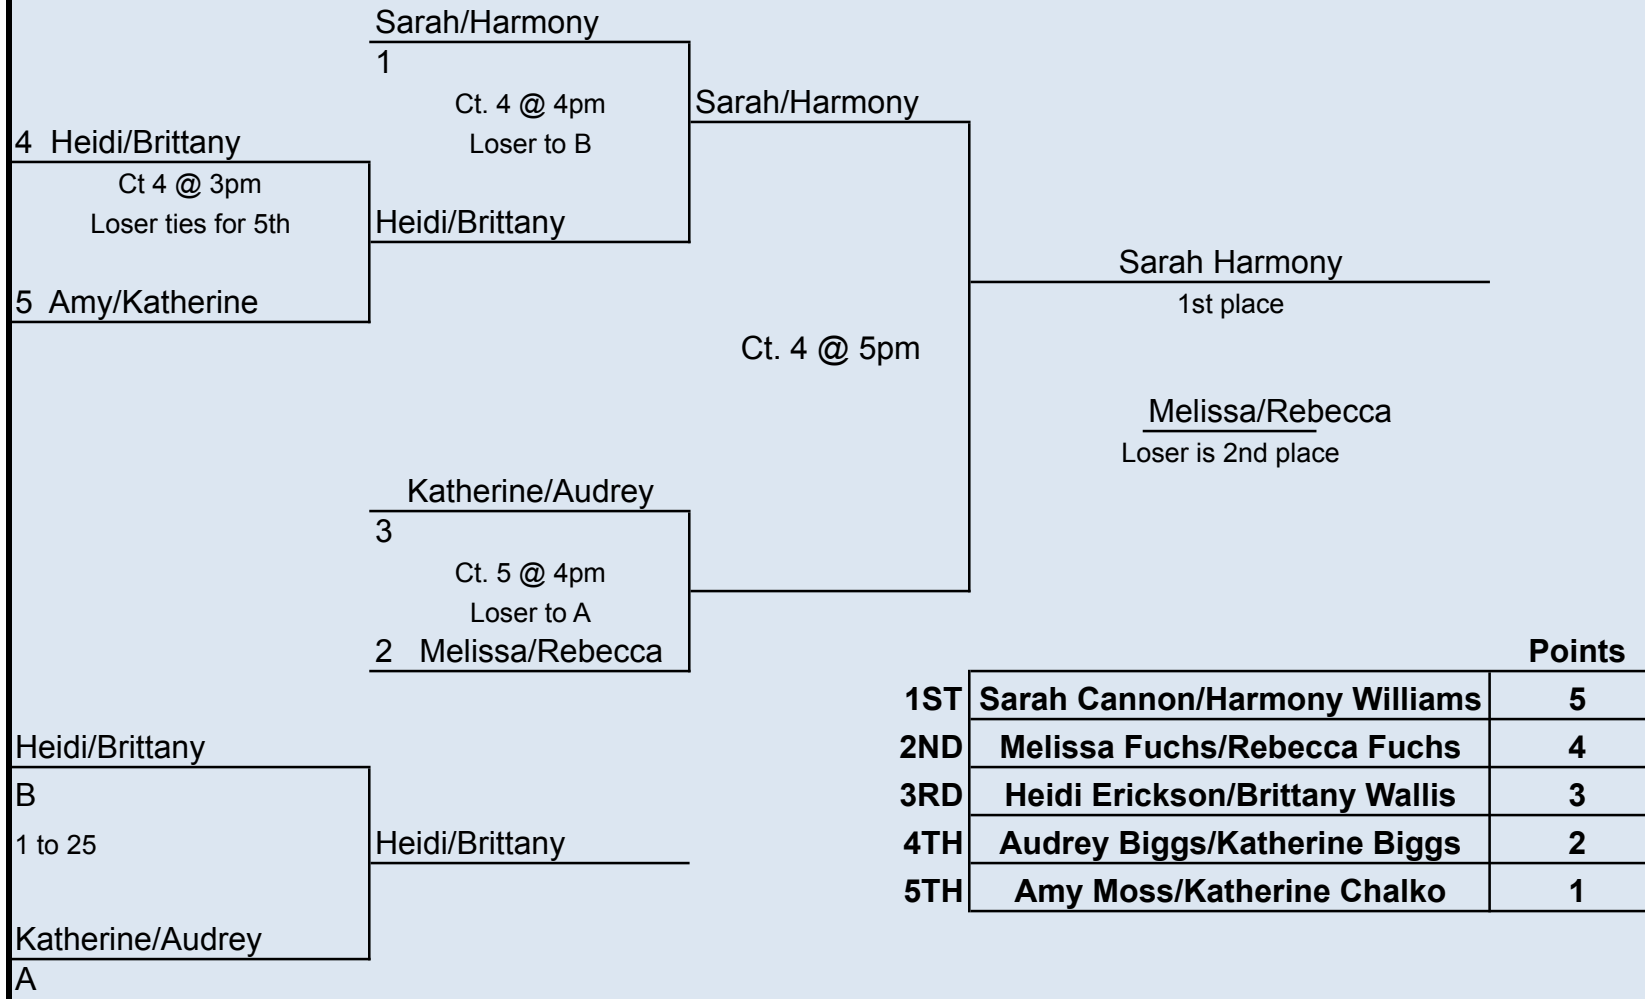 Sarah/Harmony
1
Ct. 4 @ 4pm
Sarah/Harmony
4 Heidi/Brittany
Loser to B
Ct 4 @ 3pm
Loser ties for 5th
Heidi/Brittany
Sarah Harmony
5 Amy/Katherine
1st place
Ct. 4 @ 5pm
Melissa/Rebecca
Loser is 2nd place
Katherine/Audrey
3
Ct. 5 @ 4pm
Loser to A
2 Melissa/Rebecca
Points
1ST Sarah Cannon/Harmony Williams 5
2ND Melissa Fuchs/Rebecca Fuchs 4
3RD Heidi Erickson/Brittany Wallis 3
4TH Audrey Biggs/Katherine Biggs 2
5TH Amy Moss/Katherine Chalko 1
Heidi/Brittany
B
1 to 25
Heidi/Brittany
Katherine/Audrey
A